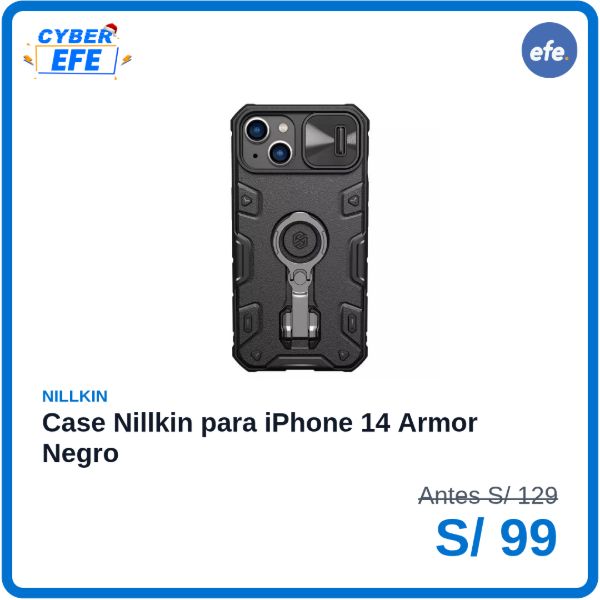 CYBER
EFE
efe.
NILLKIN
Case Nillkin para iPhone 14 Armor
Negro
Antes S/ 129
S/ 99